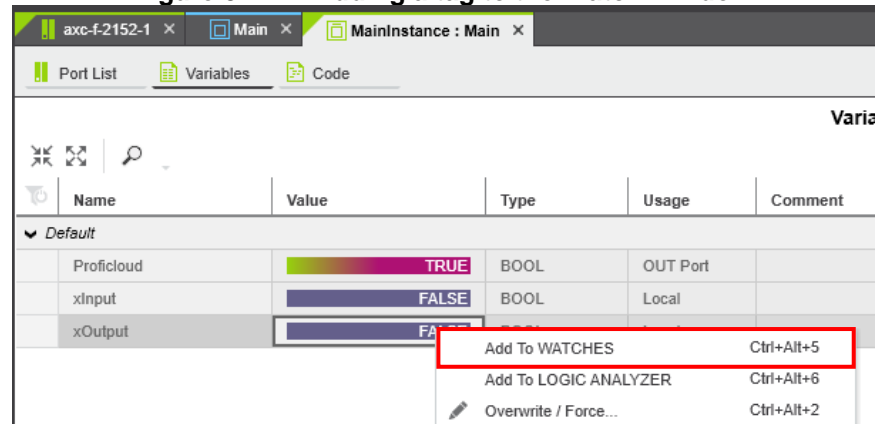 axc-f-2152-1 × Main × MainInstance : Main ×
Port List Variables Code
Name Value Type Usage Comment
Default
Proficloud TRUE BOOL OUT Port
xInput FALSE BOOL Local
xOutput
Add To WATCHES Ctrl+Alt+5
Add To LOGIC ANALYZER Ctrl+Alt+6
Overwrite / Force... Ctrl+Alt+2